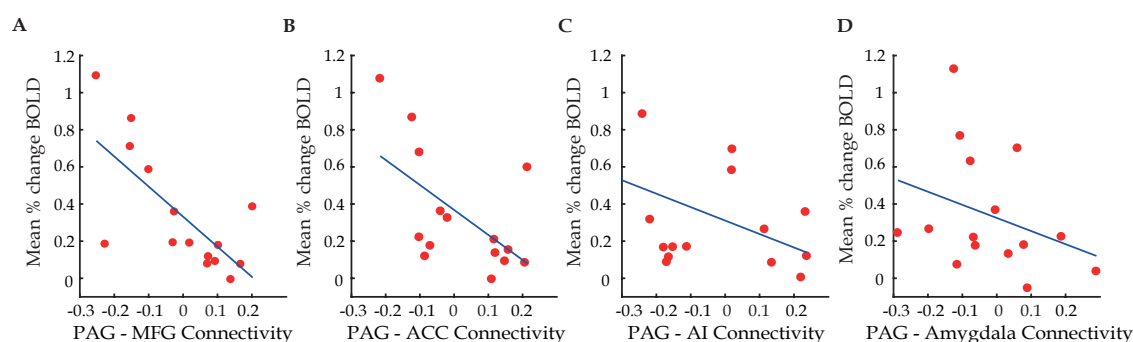 A
B
C
D
Mean % change BOLD
1.2
1
0.8
0.6
0.4
0.2
0
-0.3 -0.2 -0.1 0 0.1 0.2
PAG - MFG Connectivity
Mean % change BOLD
1.2
1
0.8
0.6
0.4
0.2
0
-0.3 -0.2 -0.1 0 0.1 0.2
PAG - ACC Connectivity
Mean % change BOLD
1.2
1
0.8
0.6
0.4
0.2
0
-0.3 -0.2 -0.1 0 0.1 0.2
PAG - AI Connectivity
Mean % change BOLD
1.2
1
0.8
0.6
0.4
0.2
0
-0.3 -0.2 -0.1 0 0.1 0.2
PAG - Amygdala Connectivity